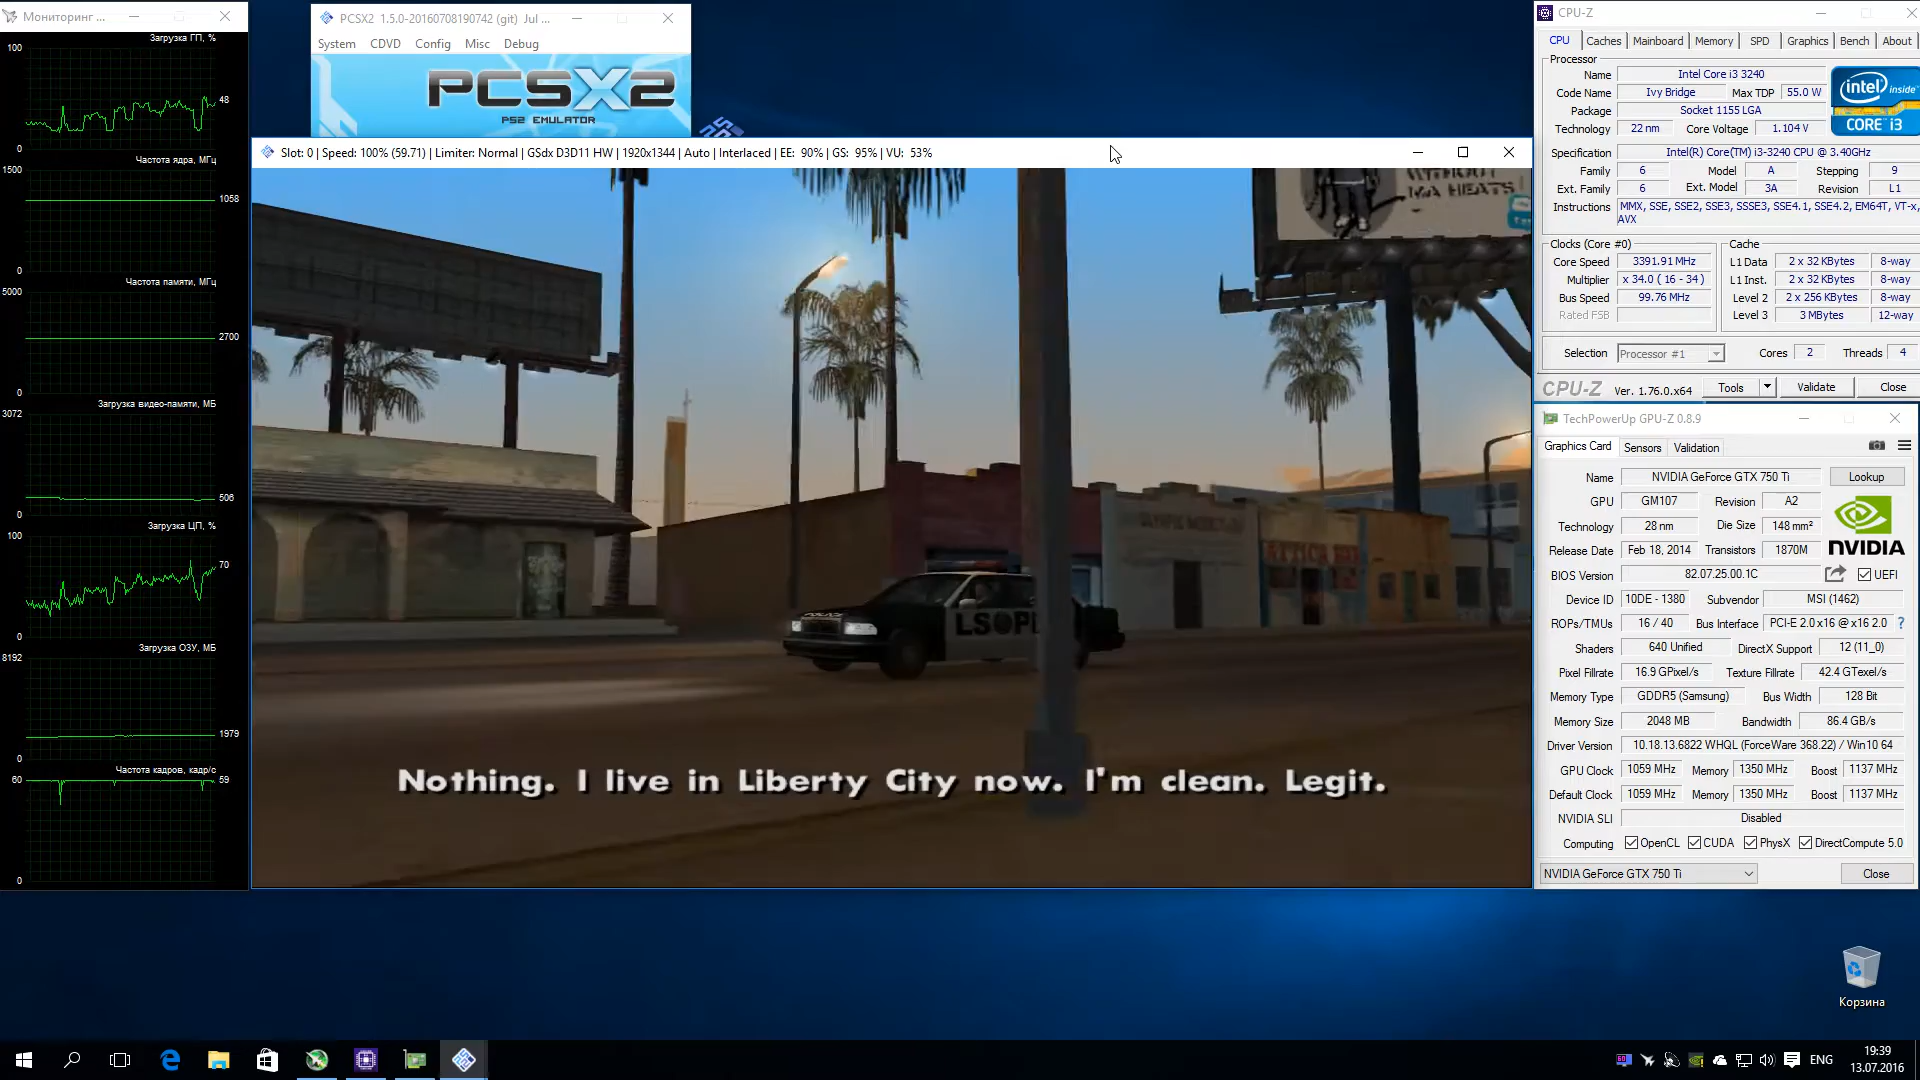 Мониторинг ...
Загрузка ГП, %
100
48
0
Частота ядра, МГц
1500
1058
0
Частота памяти, МГц
5000
2700
0
Загрузка видео-памяти, МБ
3072
506
0
Загрузка ЦП, %
100
70
0
Загрузка ОЗУ, МБ
8192
1979
0
Частота кадров, кадр/с
60
59
0
PCSX2 1.5.0-20160708190742 (git) Jul ...
System CDVD Config Misc Debug
PCSX2
PS2 EMULATOR
Slot: 0 | Speed: 100% (59.71) | Limiter: Normal | GSdx D3D11 HW | 1920x1344 | Auto | Interlaced | EE: 90% | GS: 95% | VU: 53%
WITHOUT
HEATS
POLICE
LSPD
Nothing. I live in Liberty City now. I'm clean. Legit.
CPU-Z
CPU Caches Mainboard Memory SPD Graphics Bench About
Processor
Name Intel Core i3 3240
Code Name Ivy Bridge Max TDP 55.0 W
Package Socket 1155 LGA
Technology 22 nm Core Voltage 1.104 V
intel inside
CORE i3
Specification Intel(R) Core(TM) i3-3240 CPU @ 3.40GHz
Family 6 Model A Stepping 9
Ext. Family 6 Ext. Model 3A Revision L1
Instructions MMX, SSE, SSE2, SSE3, SSSE3, SSE4.1, SSE4.2, EM64T, VT-x,
AVX
Clocks (Core #0) Cache
Core Speed 3391.91 MHz L1 Data 2 x 32 KBytes 8-way
Multiplier x 34.0 ( 16 - 34 ) L1 Inst. 2 x 32 KBytes 8-way
Bus Speed 99.76 MHz Level 2 2 x 256 KBytes 8-way
Rated FSB Level 3 3 MBytes 12-way
Selection Processor #1 Cores 2 Threads 4
CPU-Z Ver. 1.76.0.x64 Tools Validate Close
TechPowerUp GPU-Z 0.8.9
Graphics Card Sensors Validation
Name NVIDIA GeForce GTX 750 Ti Lookup
GPU GM107 Revision A2
Technology 28 nm Die Size 148 mm²
Release Date Feb 18, 2014 Transistors 1870M
NVIDIA
BIOS Version 82.07.25.00.1C UEFI
Device ID 10DE - 1380 Subvendor MSI (1462)
ROPs/TMUs 16 / 40 Bus Interface PCI-E 2.0 x16 @ x16 2.0 ?
Shaders 640 Unified DirectX Support 12 (11_0)
Pixel Fillrate 16.9 GPixel/s Texture Fillrate 42.4 GTexel/s
Memory Type GDDR5 (Samsung) Bus Width 128 Bit
Memory Size 2048 MB Bandwidth 86.4 GB/s
Driver Version 10.18.13.6822 WHQL (ForceWare 368.22) / Win10 64
GPU Clock 1059 MHz Memory 1350 MHz Boost 1137 MHz
Default Clock 1059 MHz Memory 1350 MHz Boost 1137 MHz
NVIDIA SLI Disabled
Computing OpenCL CUDA PhysX DirectCompute 5.0
NVIDIA GeForce GTX 750 Ti Close
Корзина
ENG
19:39
13.07.2016